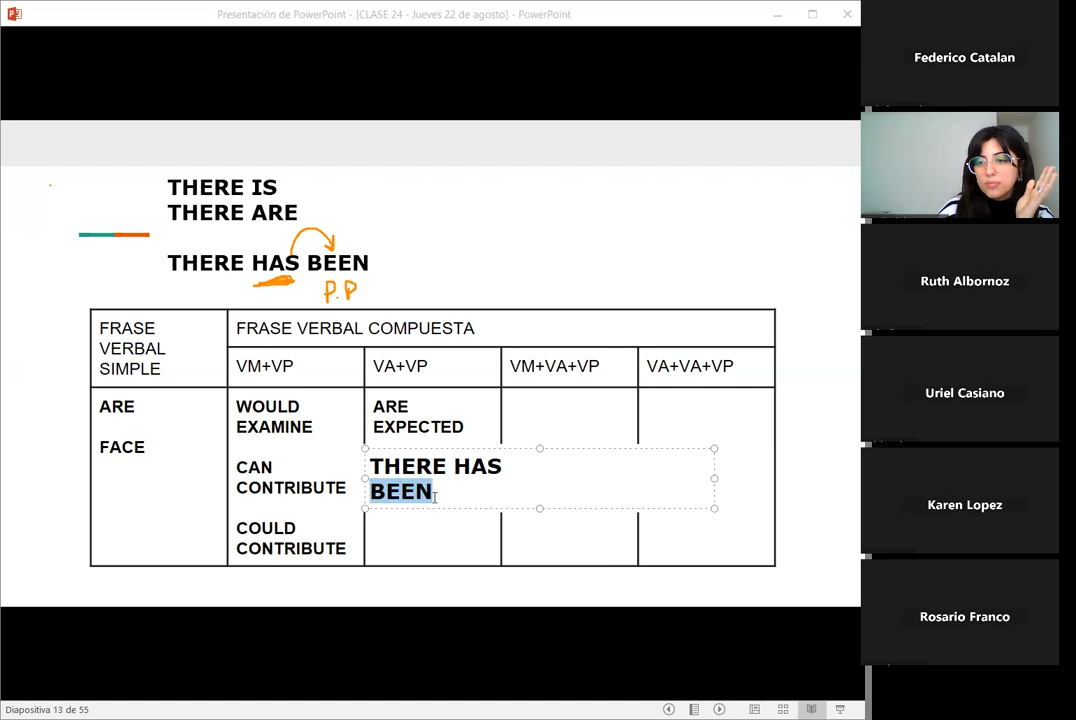 Presentación de PowerPoint - [CLASE 24 - Jueves 22 de agosto] - PowerPoint
Federico Catalan
THERE IS
THERE ARE
THERE HAS BEEN
P.P
FRASE
VERBAL
SIMPLE
FRASE VERBAL COMPUESTA
VM+VP
VA+VP
VM+VA+VP
VA+VA+VP
ARE
FACE
WOULD
EXAMINE
CAN
CONTRIBUTE
COULD
CONTRIBUTE
ARE
EXPECTED
THERE HAS
BEEN
Ruth Albornoz
Uriel Casiano
Karen Lopez
Rosario Franco
Diapositiva 13 de 55